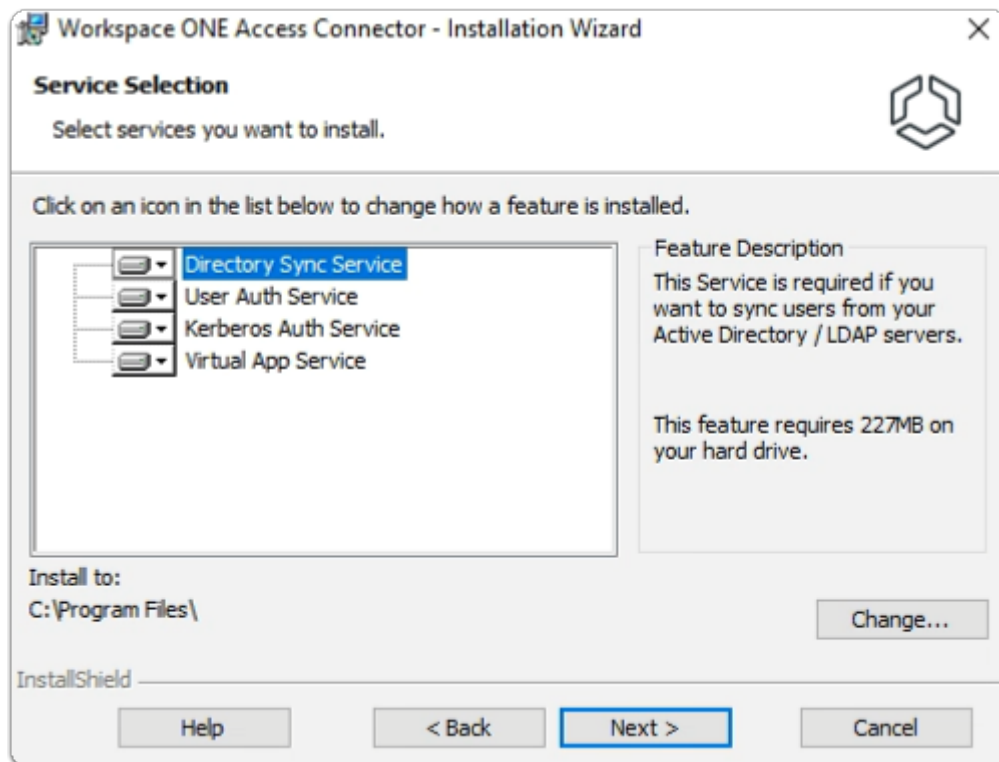 Workspace ONE Access Connector - Installation Wizard
Service Selection
Select services you want to install.
Click on an icon in the list below to change how a feature is installed.
Directory Sync Service
User Auth Service
Kerberos Auth Service
Virtual App Service
Feature Description
This Service is required if you
want to sync users from your
Active Directory / LDAP servers.
This feature requires 227MB on
your hard drive.
Install to:
C:\Program Files\
Change...
InstallShield
Help
< Back
Next >
Cancel